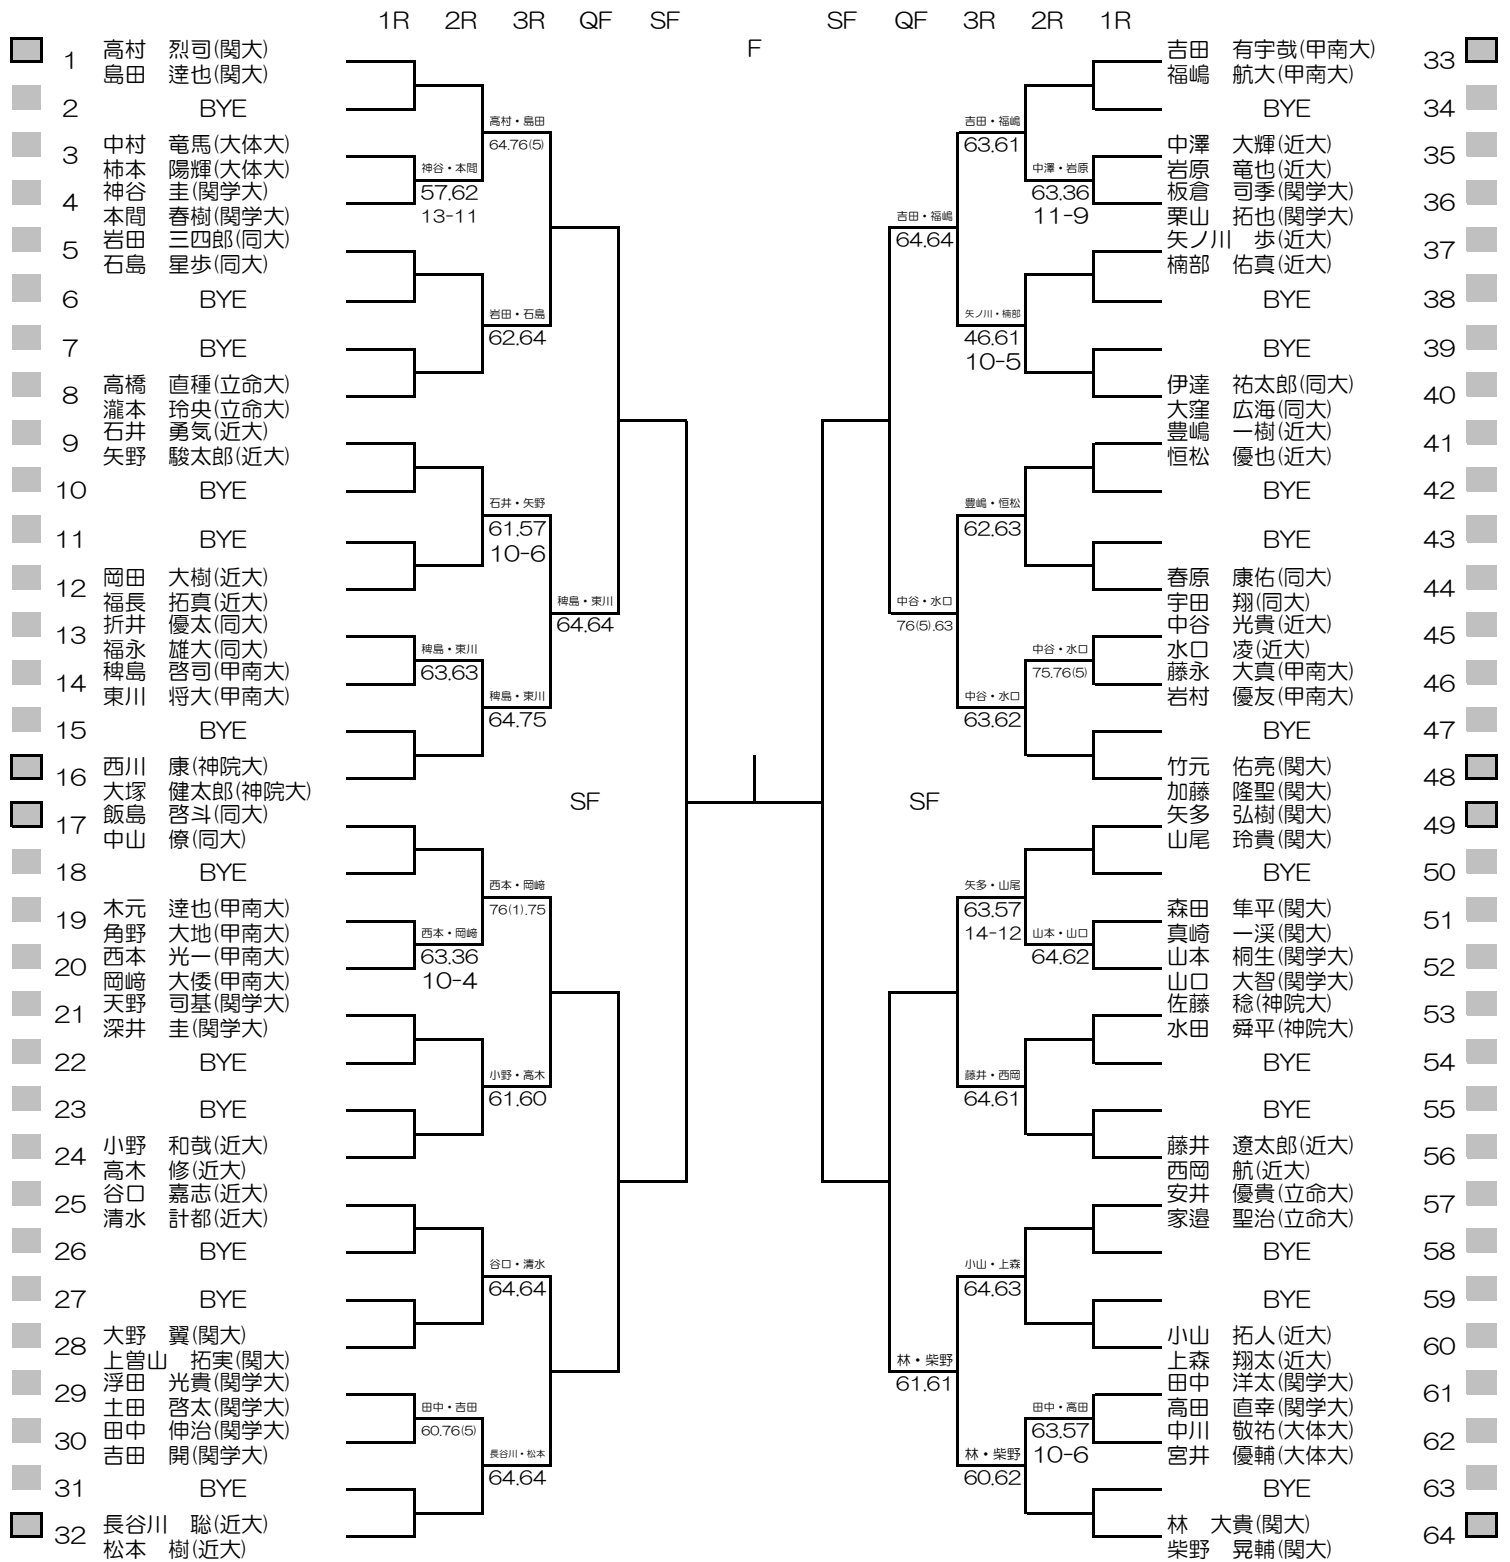 1R 2R 3R QF SF SF QF 3R 2R 1R
F
1 高村 烈司(関大)
島田 達也(関大)
2 BYE
3 中村 竜馬(大体大)
柿本 陽輝(大体大)
4 神谷 圭(関学大)
本間 春樹(関学大)
5 岩田 三四郎(同大)
石島 星歩(同大)
6 BYE
7 BYE
8 高橋 直種(立命大)
瀧本 玲央(立命大)
9 石井 勇気(近大)
矢野 駿太郎(近大)
10 BYE
11 BYE
12 岡田 大樹(近大)
福長 拓真(近大)
13 折井 優太(同大)
福永 雄大(同大)
14 稗島 啓司(甲南大)
東川 将大(甲南大)
15 BYE
16 西川 康(神院大)
大塚 健太郎(神院大)
17 飯島 啓斗(同大)
中山 僚(同大)
18 BYE
19 木元 達也(甲南大)
角野 大地(甲南大)
20 西本 光一(甲南大)
岡﨑 大倭(甲南大)
21 天野 司基(関学大)
深井 圭(関学大)
22 BYE
23 BYE
24 小野 和哉(近大)
高木 修(近大)
25 谷口 嘉志(近大)
清水 計都(近大)
26 BYE
27 BYE
28 大野 翼(関大)
上曽山 拓実(関大)
29 浮田 光貴(関学大)
土田 啓太(関学大)
30 田中 伸治(関学大)
吉田 開(関学大)
31 BYE
32 長谷川 聡(近大)
松本 樹(近大)
神谷・本間
57.62
13-11
稗島・東川
63.63
西本・岡﨑
63.36
10-4
田中・吉田
60.76(5)
高村・島田
64.76(5)
岩田・石島
62.64
石井・矢野
61.57
10-6
稗島・東川
64.75
西本・岡﨑
76(1).75
小野・高木
61.60
谷口・清水
64.64
長谷川・松本
64.64
稗島・東川
64.64
SF
SF
吉田・福嶋
64.64
中谷・水口
76(5).63
林・柴野
61.61
吉田・福嶋
63.61
矢ノ川・楠部
46.61
10-5
豊嶋・恒松
62.63
中谷・水口
63.62
矢多・山尾
63.57
14-12
藤井・西岡
64.61
小山・上森
64.63
林・柴野
60.62
中澤・岩原
63.36
11-9
中谷・水口
75.76(5)
山本・山口
64.62
田中・高田
63.57
10-6
吉田 有宇哉(甲南大) 33
福嶋 航大(甲南大)
BYE 34
中澤 大輝(近大) 35
岩原 竜也(近大)
板倉 司季(関学大) 36
栗山 拓也(関学大)
矢ノ川 歩(近大) 37
楠部 佑真(近大)
BYE 38
BYE 39
伊達 祐太郎(同大) 40
大窪 広海(同大)
豊嶋 一樹(近大) 41
恒松 優也(近大)
BYE 42
BYE 43
春原 康佑(同大) 44
宇田 翔(同大)
中谷 光貴(近大) 45
水口 凌(近大)
藤永 大真(甲南大) 46
岩村 優友(甲南大)
BYE 47
竹元 佑亮(関大) 48
加藤 隆聖(関大)
矢多 弘樹(関大) 49
山尾 玲貴(関大)
BYE 50
森田 隼平(関大) 51
真崎 一渓(関大)
山本 桐生(関学大) 52
山口 大智(関学大)
佐藤 稔(神院大) 53
水田 舜平(神院大)
BYE 54
BYE 55
藤井 遼太郎(近大) 56
西岡 航(近大)
安井 優貴(立命大) 57
家邉 聖治(立命大)
BYE 58
BYE 59
小山 拓人(近大) 60
上森 翔太(近大)
田中 洋太(関学大) 61
高田 直幸(関学大)
中川 敬祐(大体大) 62
宮井 優輔(大体大)
BYE 63
林 大貴(関大) 64
柴野 晃輔(関大)